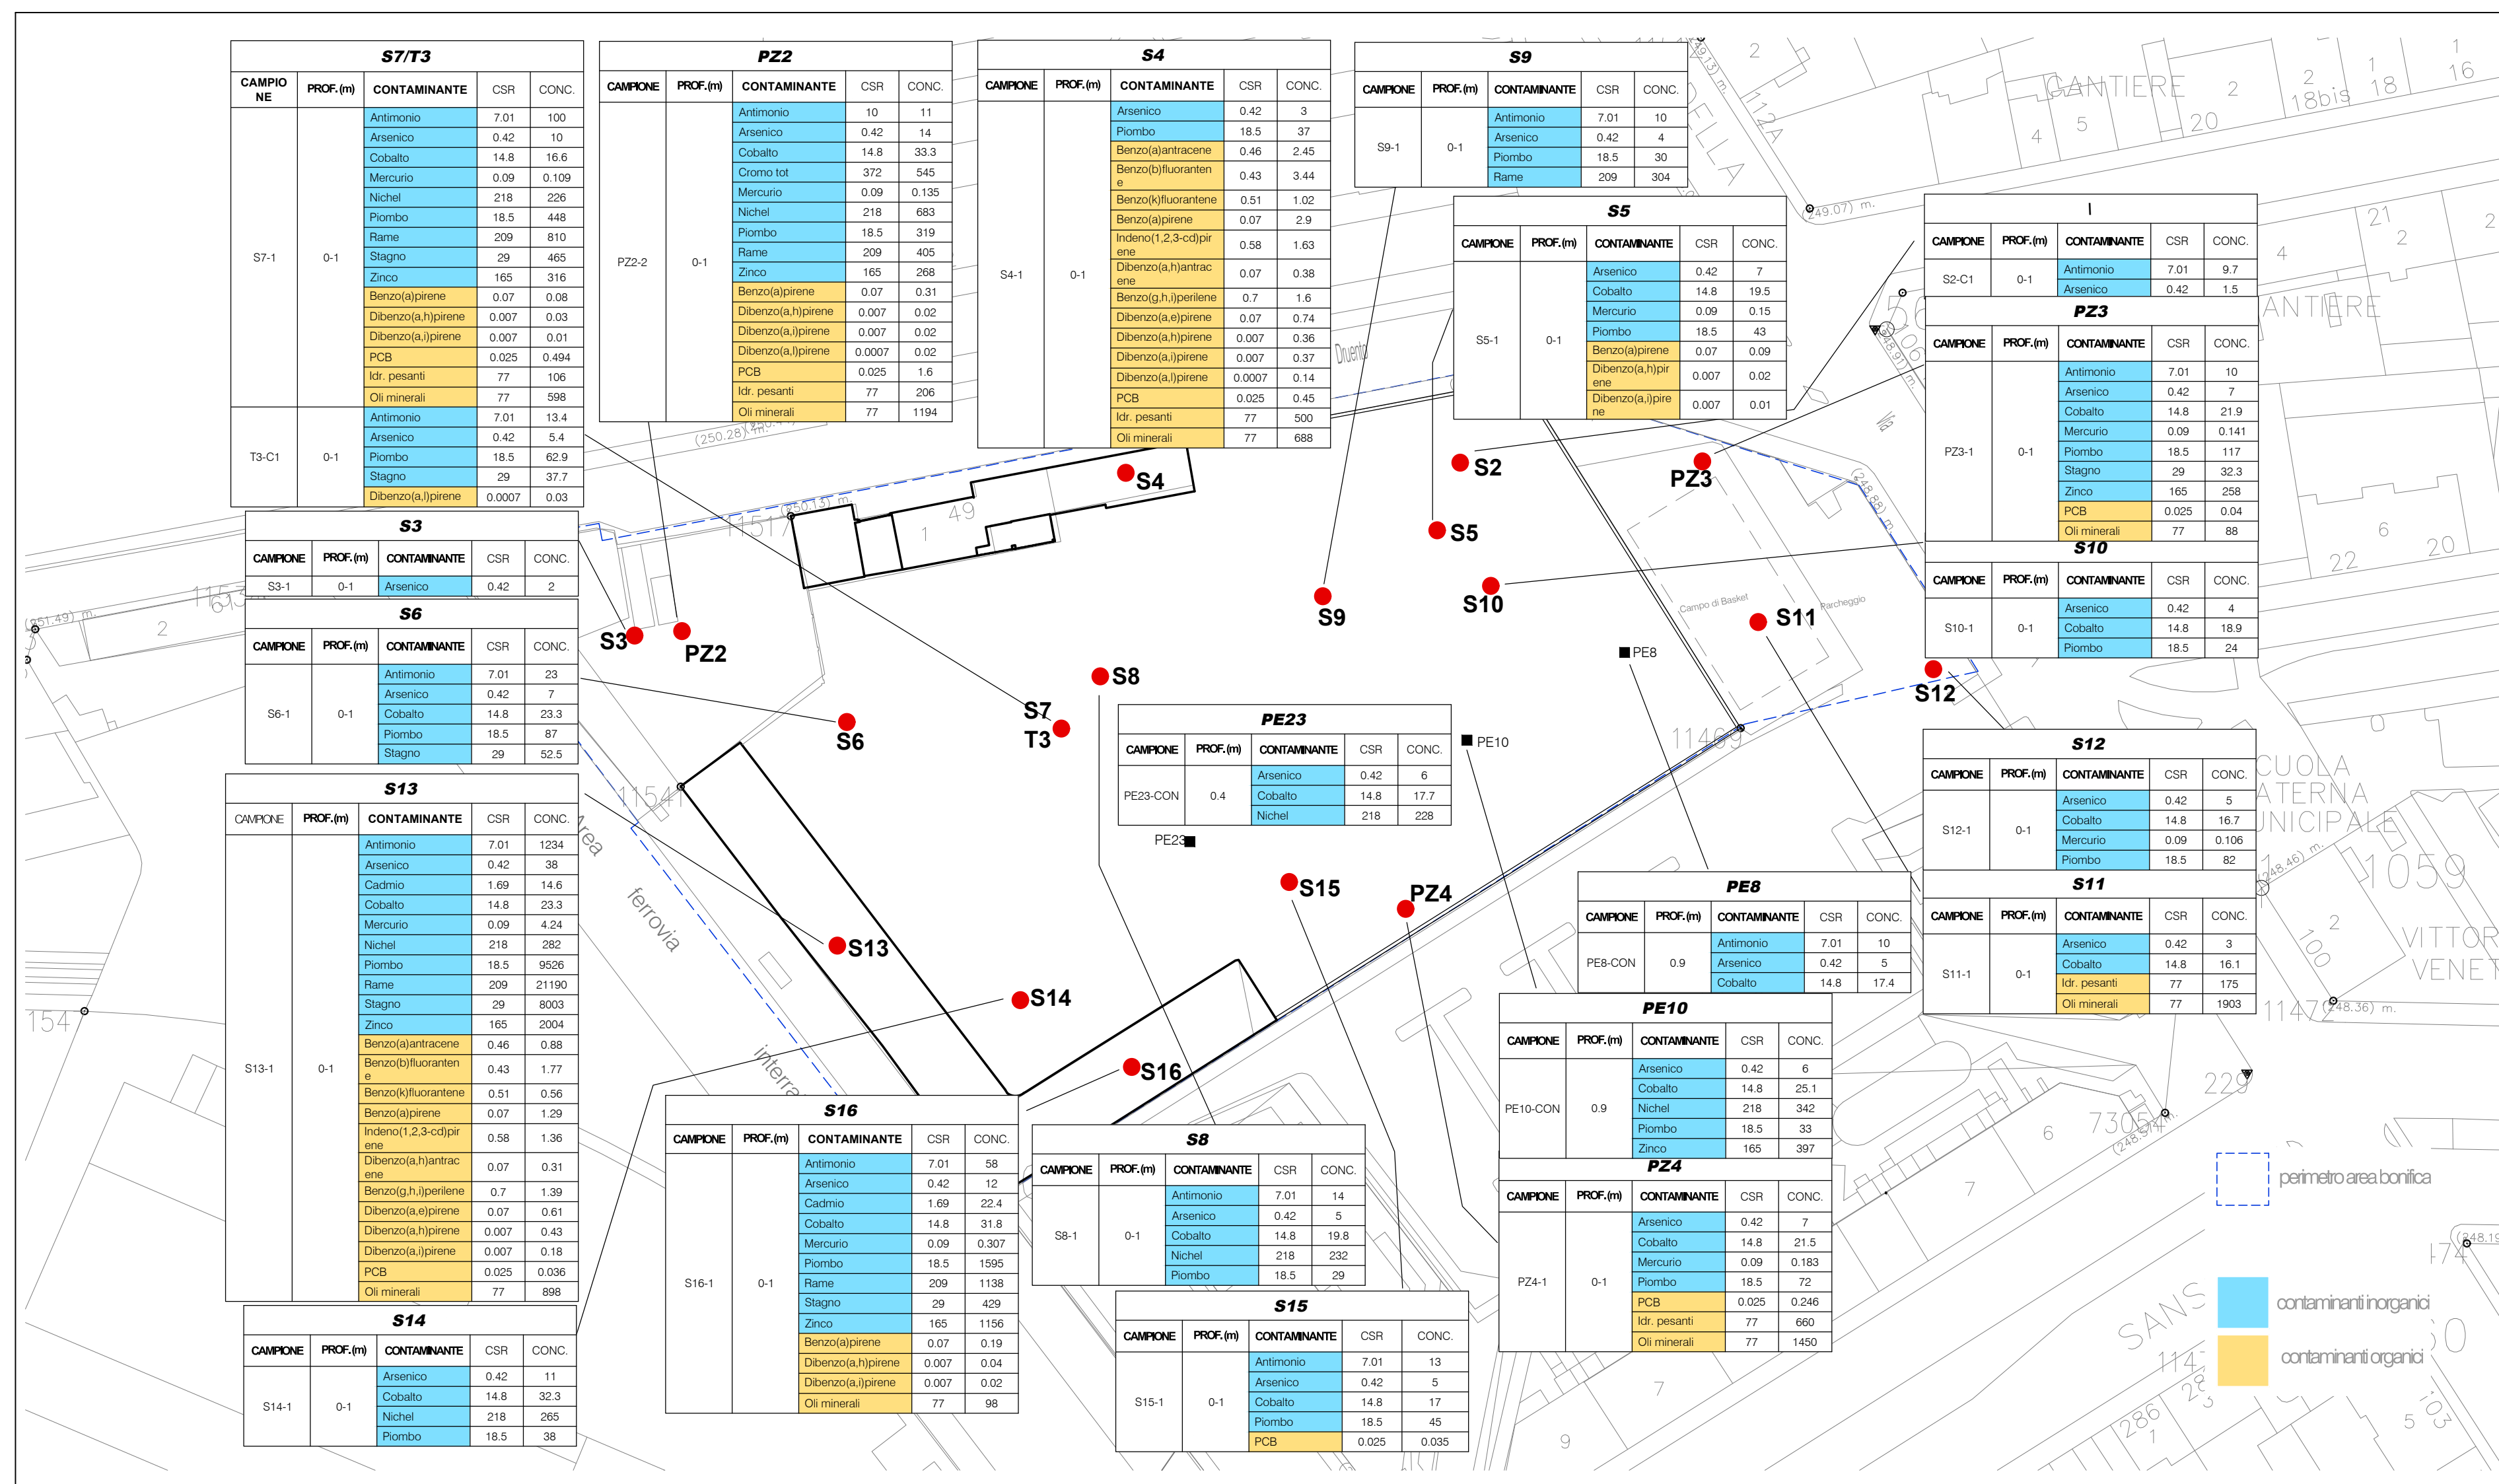 S7/T3
CAMPIONE PROF.(m) CONTAMINANTE CSR CONC.
S7-1 0-1
Antimonio 7.01 100
Arsenico 0.42 10
Cobalto 14.8 16.6
Mercurio 0.09 0.109
Nichel 218 226
Piombo 18.5 448
Rame 209 810
Stagno 29 465
Zinco 165 316
Benzo(a)pirene 0.07 0.08
Dibenzo(a,h)pirene 0.007 0.03
Dibenzo(a,i)pirene 0.007 0.01
PCB 0.025 0.494
Idr. pesanti 77 106
Oli minerali 77 598
T3-C1 0-1
Antimonio 7.01 13.4
Arsenico 0.42 5.4
Piombo 18.5 62.9
Stagno 29 37.7
Dibenzo(a,l)pirene 0.0007 0.03
PZ2
CAMPIONE PROF.(m) CONTAMINANTE CSR CONC.
PZ2-2 0-1
Antimonio 10 11
Arsenico 0.42 14
Cobalto 14.8 33.3
Cromo tot 372 545
Mercurio 0.09 0.135
Nichel 218 683
Piombo 18.5 319
Rame 209 405
Zinco 165 268
Benzo(a)pirene 0.07 0.31
Dibenzo(a,h)pirene 0.007 0.02
Dibenzo(a,i)pirene 0.007 0.02
Dibenzo(a,l)pirene 0.0007 0.02
PCB 0.025 1.6
Idr. pesanti 77 206
Oli minerali 77 1194
S4
CAMPIONE PROF.(m) CONTAMINANTE CSR CONC.
S4-1 0-1
Arsenico 0.42 3
Piombo 18.5 37
Benzo(a)antracene 0.46 2.45
Benzo(b)fluorantene 0.43 3.44
Benzo(k)fluorantene 0.51 1.02
Benzo(a)pirene 0.07 2.9
Indeno(1,2,3-cd)pirene 0.58 1.63
Dibenzo(a,h)antracene 0.07 0.38
Benzo(g,h,i)perilene 0.7 1.6
Dibenzo(a,e)pirene 0.07 0.74
Dibenzo(a,h)pirene 0.007 0.36
Dibenzo(a,i)pirene 0.007 0.37
Dibenzo(a,l)pirene 0.0007 0.14
PCB 0.025 0.45
Idr. pesanti 77 500
Oli minerali 77 688
S9
CAMPIONE PROF.(m) CONTAMINANTE CSR CONC.
S9-1 0-1
Antimonio 7.01 10
Arsenico 0.42 4
Piombo 18.5 30
Rame 209 304
S5
CAMPIONE PROF.(m) CONTAMINANTE CSR CONC.
S5-1 0-1
Arsenico 0.42 7
Cobalto 14.8 19.5
Mercurio 0.09 0.15
Piombo 18.5 43
Benzo(a)pirene 0.07 0.09
Dibenzo(a,h)pirene 0.007 0.02
Dibenzo(a,i)pirene 0.007 0.01
CAMPIONE PROF.(m) CONTAMINANTE CSR CONC.
S2-C1 0-1
Antimonio 7.01 9.7
Arsenico 0.42 1.5
PZ3
CAMPIONE PROF.(m) CONTAMINANTE CSR CONC.
PZ3-1 0-1
Antimonio 7.01 10
Arsenico 0.42 7
Cobalto 14.8 21.9
Mercurio 0.09 0.141
Piombo 18.5 117
Stagno 29 32.3
Zinco 165 258
PCB 0.025 0.04
Oli minerali 77 88
S10
CAMPIONE PROF.(m) CONTAMINANTE CSR CONC.
S10-1 0-1
Arsenico 0.42 4
Cobalto 14.8 18.9
Piombo 18.5 24
S3
CAMPIONE PROF.(m) CONTAMINANTE CSR CONC.
S3-1 0-1 Arsenico 0.42 2
S6
CAMPIONE PROF.(m) CONTAMINANTE CSR CONC.
S6-1 0-1
Antimonio 7.01 23
Arsenico 0.42 7
Cobalto 14.8 23.3
Piombo 18.5 87
Stagno 29 52.5
S13
CAMPIONE PROF.(m) CONTAMINANTE CSR CONC.
S13-1 0-1
Antimonio 7.01 1234
Arsenico 0.42 38
Cadmio 1.69 14.6
Cobalto 14.8 23.3
Mercurio 0.09 4.24
Nichel 218 282
Piombo 18.5 9526
Rame 209 21190
Stagno 29 8003
Zinco 165 2004
Benzo(a)antracene 0.46 0.88
Benzo(b)fluorantene 0.43 1.77
Benzo(k)fluorantene 0.51 0.56
Benzo(a)pirene 0.07 1.29
Indeno(1,2,3-cd)pirene 0.58 1.36
Dibenzo(a,h)antracene 0.07 0.31
Benzo(g,h,i)perilene 0.7 1.39
Dibenzo(a,e)pirene 0.07 0.61
Dibenzo(a,h)pirene 0.007 0.43
Dibenzo(a,i)pirene 0.007 0.18
PCB 0.025 0.036
Oli minerali 77 898
S14
CAMPIONE PROF.(m) CONTAMINANTE CSR CONC.
S14-1 0-1
Arsenico 0.42 11
Cobalto 14.8 32.3
Nichel 218 265
Piombo 18.5 38
S16
CAMPIONE PROF.(m) CONTAMINANTE CSR CONC.
S16-1 0-1
Antimonio 7.01 58
Arsenico 0.42 12
Cadmio 1.69 22.4
Cobalto 14.8 31.8
Mercurio 0.09 0.307
Piombo 18.5 1595
Rame 209 1138
Stagno 29 429
Zinco 165 1156
Benzo(a)pirene 0.07 0.19
Dibenzo(a,h)pirene 0.007 0.04
Dibenzo(a,i)pirene 0.007 0.02
Oli minerali 77 98
S8
CAMPIONE PROF.(m) CONTAMINANTE CSR CONC.
S8-1 0-1
Antimonio 7.01 14
Arsenico 0.42 5
Cobalto 14.8 19.8
Nichel 218 232
Piombo 18.5 29
S15
CAMPIONE PROF.(m) CONTAMINANTE CSR CONC.
S15-1 0-1
Antimonio 7.01 13
Arsenico 0.42 5
Cobalto 14.8 17
Piombo 18.5 45
PCB 0.025 0.035
PE23
CAMPIONE PROF.(m) CONTAMINANTE CSR CONC.
PE23-CON 0.4
Arsenico 0.42 6
Cobalto 14.8 17.7
Nichel 218 228
PE8
CAMPIONE PROF.(m) CONTAMINANTE CSR CONC.
PE8-CON 0.9
Antimonio 7.01 10
Arsenico 0.42 5
Cobalto 14.8 17.4
PE10
CAMPIONE PROF.(m) CONTAMINANTE CSR CONC.
PE10-CON 0.9
Arsenico 0.42 6
Cobalto 14.8 25.1
Nichel 218 342
Piombo 18.5 33
Zinco 165 397
PZ4
CAMPIONE PROF.(m) CONTAMINANTE CSR CONC.
PZ4-1 0-1
Arsenico 0.42 7
Cobalto 14.8 21.5
Mercurio 0.09 0.183
Piombo 18.5 72
PCB 0.025 0.246
Idr. pesanti 77 660
Oli minerali 77 1450
S12
CAMPIONE PROF.(m) CONTAMINANTE CSR CONC.
S12-1 0-1
Arsenico 0.42 5
Cobalto 14.8 16.7
Mercurio 0.09 0.106
Piombo 18.5 82
S11
CAMPIONE PROF.(m) CONTAMINANTE CSR CONC.
S11-1 0-1
Arsenico 0.42 3
Cobalto 14.8 16.1
Idr. pesanti 77 175
Oli minerali 77 1903
S4
S2
PZ3
S5
S9
S10
S11
S3
PZ2
S8
S12
S7
T3
S6
PE8
PE10
PE23
S15
PZ4
S13
S14
S16
Campo di Basket
Parcheggio
Druento
Via
DELLA
CANTIERE
Area
ferrovia
(250.28) m.
(250.13) m.
(249.07) m.
(248.88) m.
(248.46) m.
(248.36) m.
112A
18bis
18
16
20
22
20
21
49
11541
11469
1059
100
154
229
7305
286
103
perimetro area bonifica
contaminanti inorganici
contaminanti organici